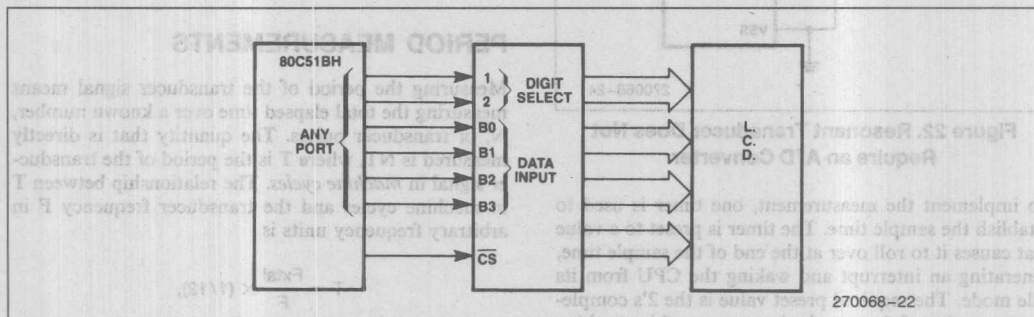 80C51BH
ANY
PORT
1
2
DIGIT
SELECT
B0
B1
B2
B3
DATA
INPUT
CS
L.
C.
D.
270068-22
VSS
270068-24
Figure 22. Resonant Transducer Does Not
Require an A/D Converter
implement the measurement, one timer is used to
establish the sample time. The timer is preset to a value
that causes it to roll over at the end of the sample time,
generating an interrupt and waking the CPU from its
mode. The preset value is the 2's comple-
PERIOD MEASUREMENTS
Measuring the period of the transducer signal means
measuring the total elapsed time over a known number,
N, of transducer The quantity that is directly
measured is NT, where T is the period of the transduc-
er signal in machine cycles. The relationship between T
in machine cycles and the transducer frequency F in
arbitrary frequency units is
Fxtal
F
(1/12),